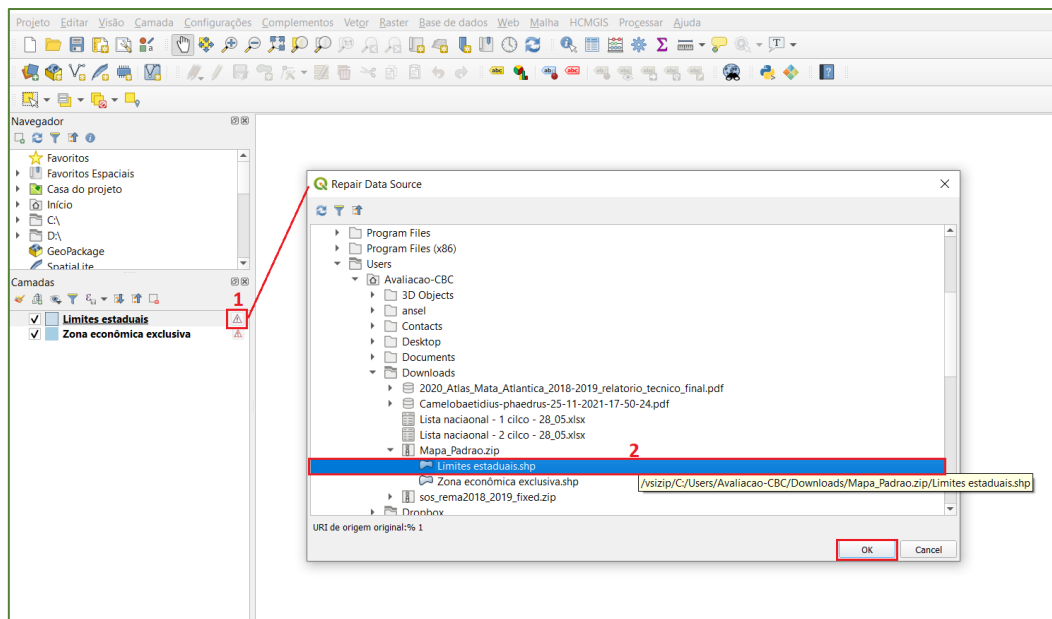 Projeto Editar Visão Camada Configurações Complementos Vetor Raster Base de dados Web Malha HCMGIS Processar Ajuda
Navegador
Favoritos
Favoritos Espaciais
Casa do projeto
Início
C:\
D:\
GeoPackage
SpatiaLite
Camadas
1
Limites estaduais
Zona econômica exclusiva
Repair Data Source
Program Files
Program Files (x86)
Users
Avaliacao-CBC
3D Objects
ansel
Contacts
Desktop
Documents
Downloads
2020_Atlas_Mata_Atlantica_2018-2019_relatorio_tecnico_final.pdf
Camelobaetidius-phaedrus-25-11-2021-17-50-24.pdf
Lista naciaonal - 1 cilco - 28_05.xlsx
Lista naciaonal - 2 cilco - 28_05.xlsx
Mapa_Padrao.zip
2
Limites estaduais.shp
Zona econômica exclusiva.shp
/vsizip/C:/Users/Avaliacao-CBC/Downloads/Mapa_Padrao.zip/Limites estaduais.shp
sos_rema2018_2019_fixed.zip
Dropbox
URI de origem original:% 1
OK Cancel